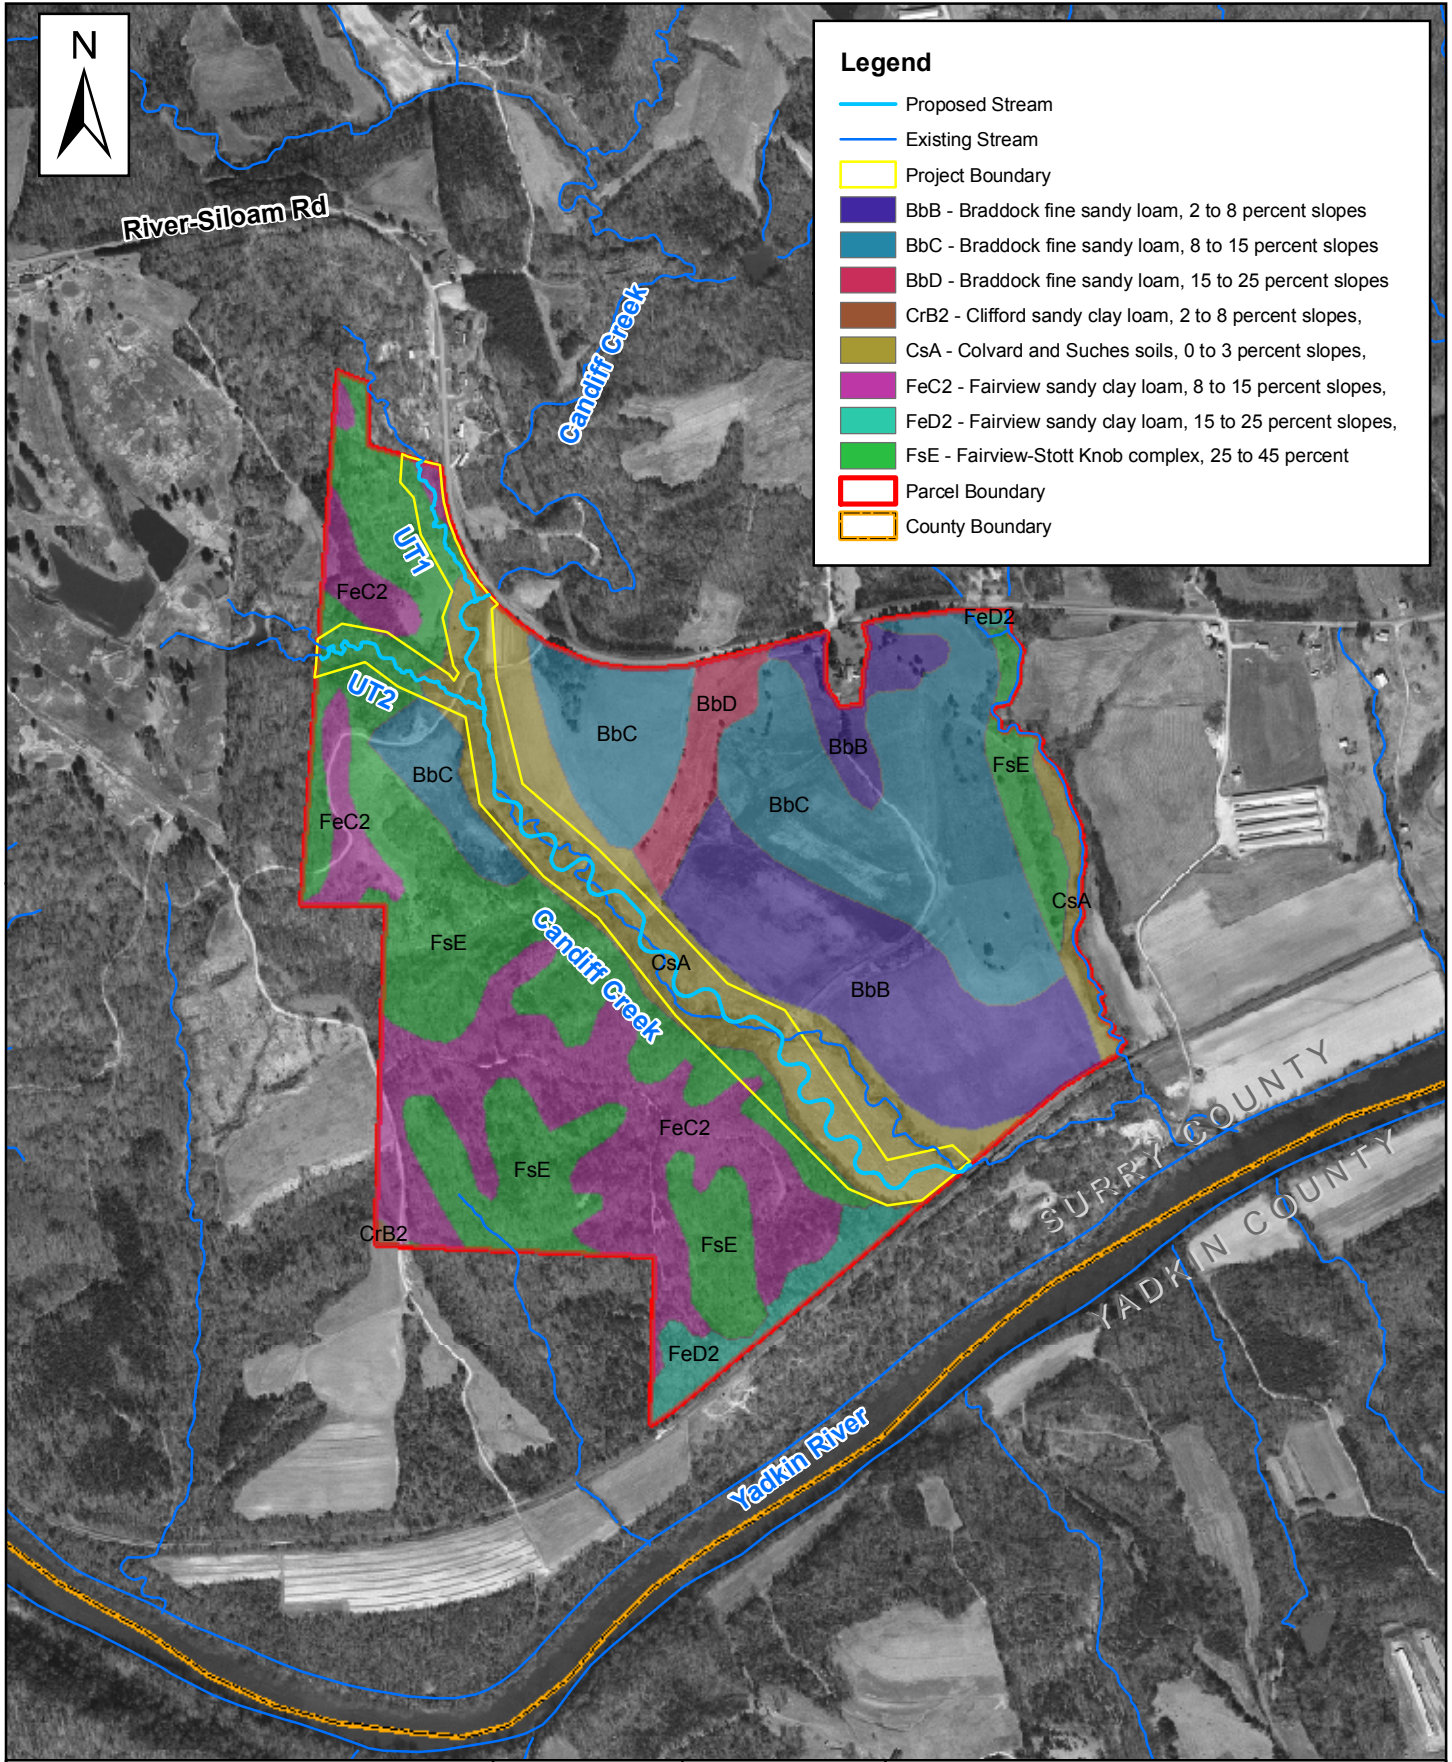 N
Legend
Proposed Stream
Existing Stream
Project Boundary
BbB - Braddock fine sandy loam, 2 to 8 percent slopes
BbC - Braddock fine sandy loam, 8 to 15 percent slopes
BbD - Braddock fine sandy loam, 15 to 25 percent slopes
CrB2 - Clifford sandy clay loam, 2 to 8 percent slopes,
CsA - Colvard and Suches soils, 0 to 3 percent slopes,
FeC2 - Fairview sandy clay loam, 8 to 15 percent slopes,
FeD2 - Fairview sandy clay loam, 15 to 25 percent slopes,
FsE - Fairview-Stott Knob complex, 25 to 45 percent
Parcel Boundary
County Boundary
River-Siloam Rd
Candiff Creek
UT1
FeC2
FeD2
UT2
BbD
BbC
BbB
FsE
BbC
BbC
FeC2
CsA
FsE
Candiff Creek
CsA
BbB
FeC2
FsE
SURRY COUNTY
YADKIN COUNTY
CrB2
FsE
FeD2
Yadkin River